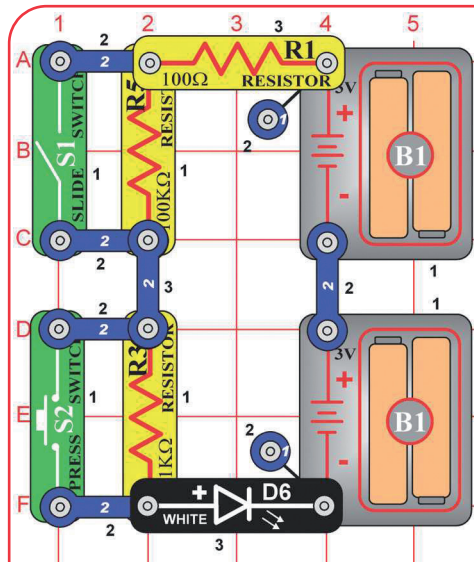 1 2 3 4 5
2 3
A 2 R1
100Ω RESISTOR
R5 RESIST 100KΩ
S1 SLIDE SWITCH
1 2 3V + B1
B 1 1 -
C 2
2 3 2 2 1
D 2 1
2 3V
R3 RESISTOR 1KΩ
S2 PRESS SWITCH
E 1 1 + B1
2 1 -
F 2 + D6
WHITE
2 3